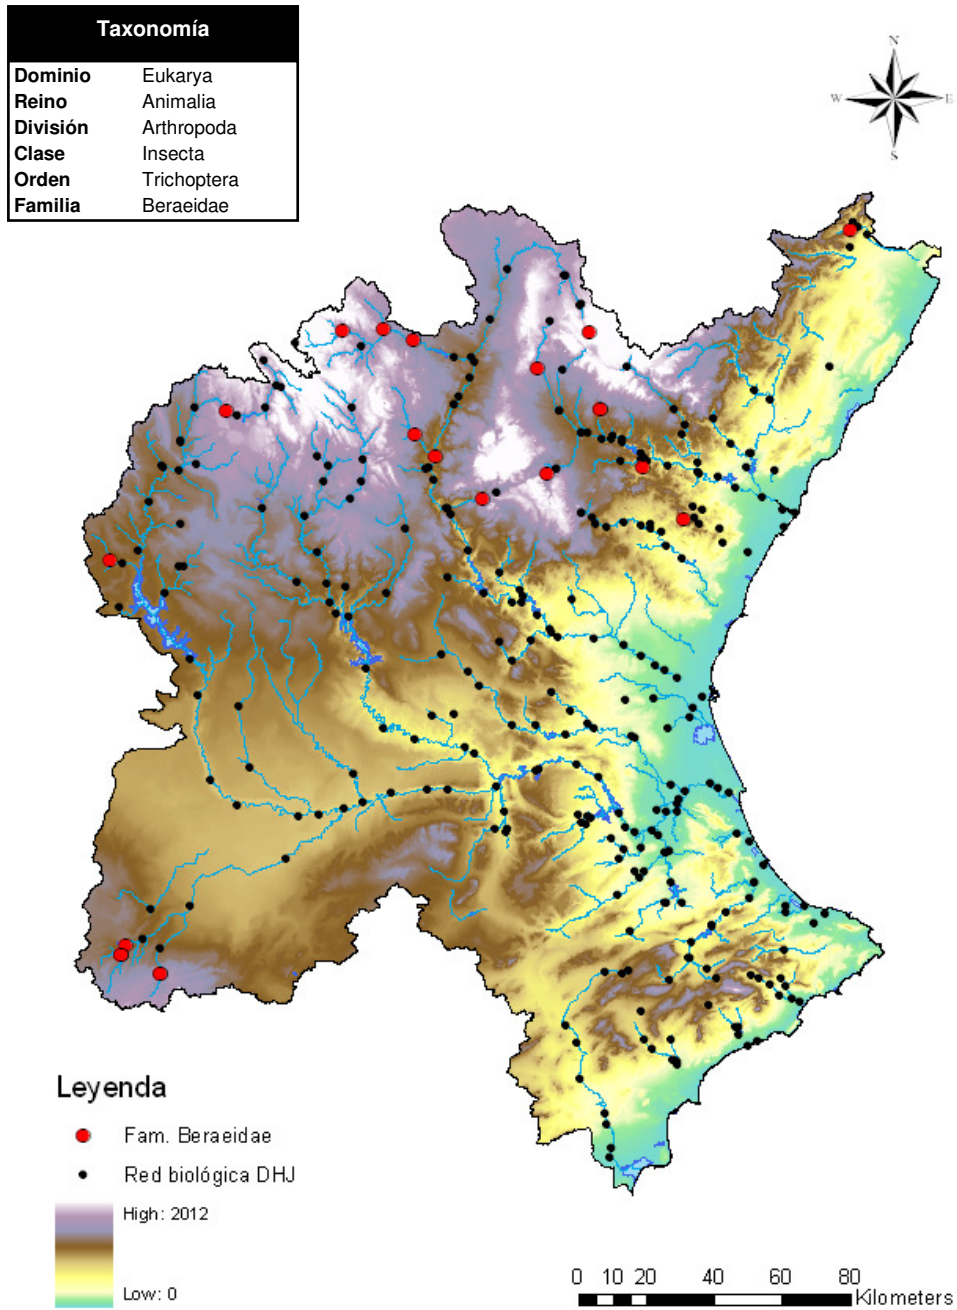 Taxonomía
Dominio Eukarya
Reino Animalia
División Arthropoda
Clase Insecta
Orden Trichoptera
Familia Beraeidae
N
W E
S
Leyenda
Fam. Beraeidae
Red biológica DHJ
High: 2012
Low: 0
0 10 20 40 60 80
Kilometers